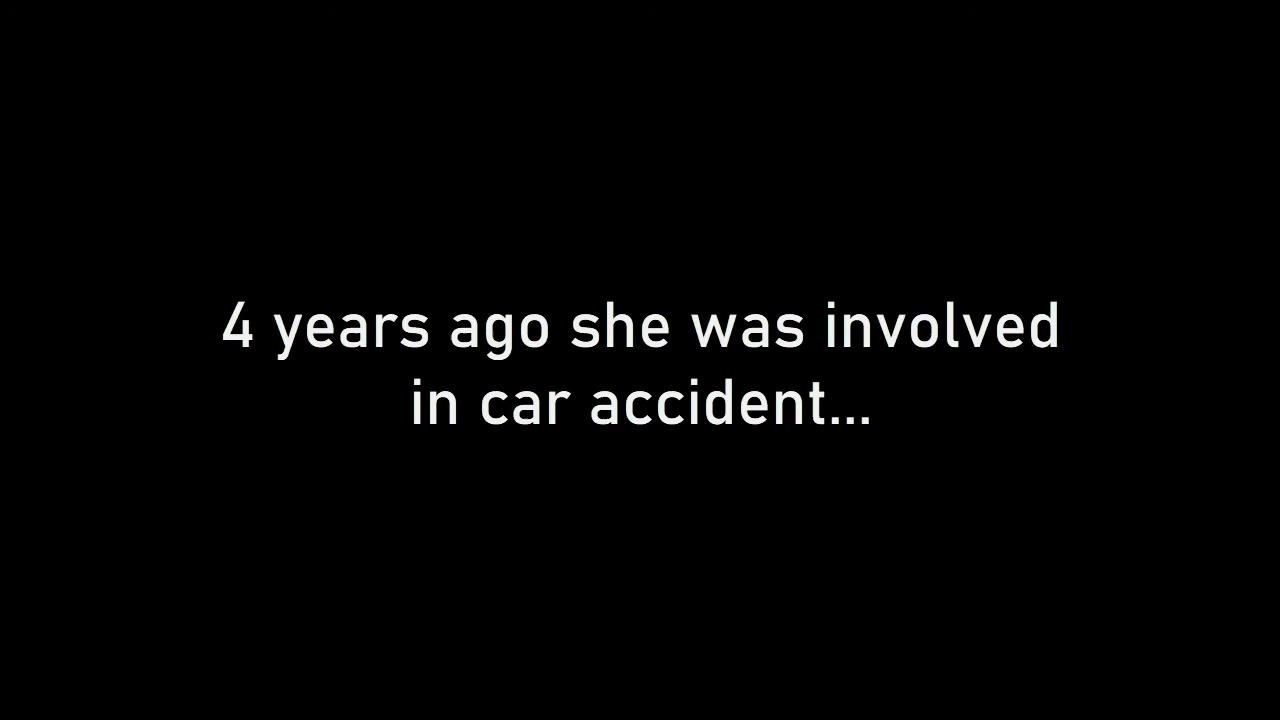 4 years ago she was involved
in car accident...